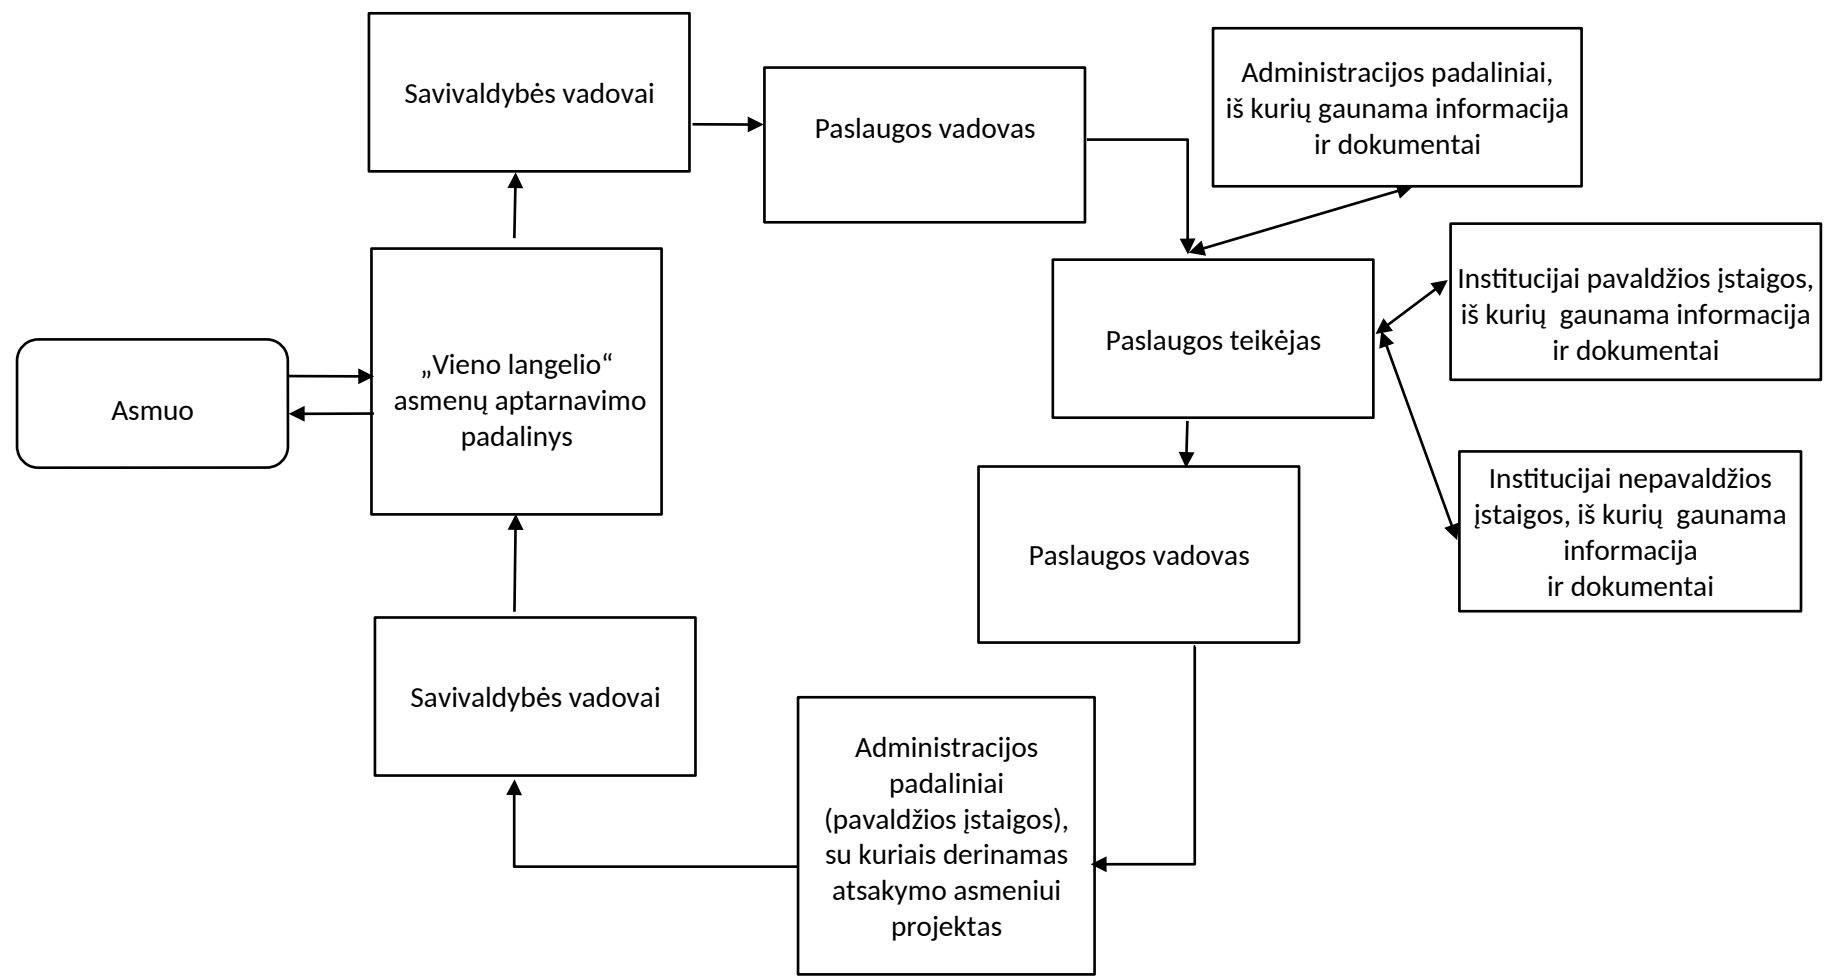 Savivaldybės vadovai
Paslaugos vadovas
Administracijos padaliniai,
iš kurių gaunama informacija
ir dokumentai
Institucijai pavaldžios įstaigos,
iš kurių  gaunama informacija
ir dokumentai
Paslaugos teikėjas
„Vieno langelio“
asmenų aptarnavimo
padalinys
Asmuo
Institucijai nepavaldžios
įstaigos, iš kurių  gaunama
informacija
ir dokumentai
Paslaugos vadovas
Savivaldybės vadovai
Administracijos
padaliniai
(pavaldžios įstaigos),
su kuriais derinamas
atsakymo asmeniui
projektas